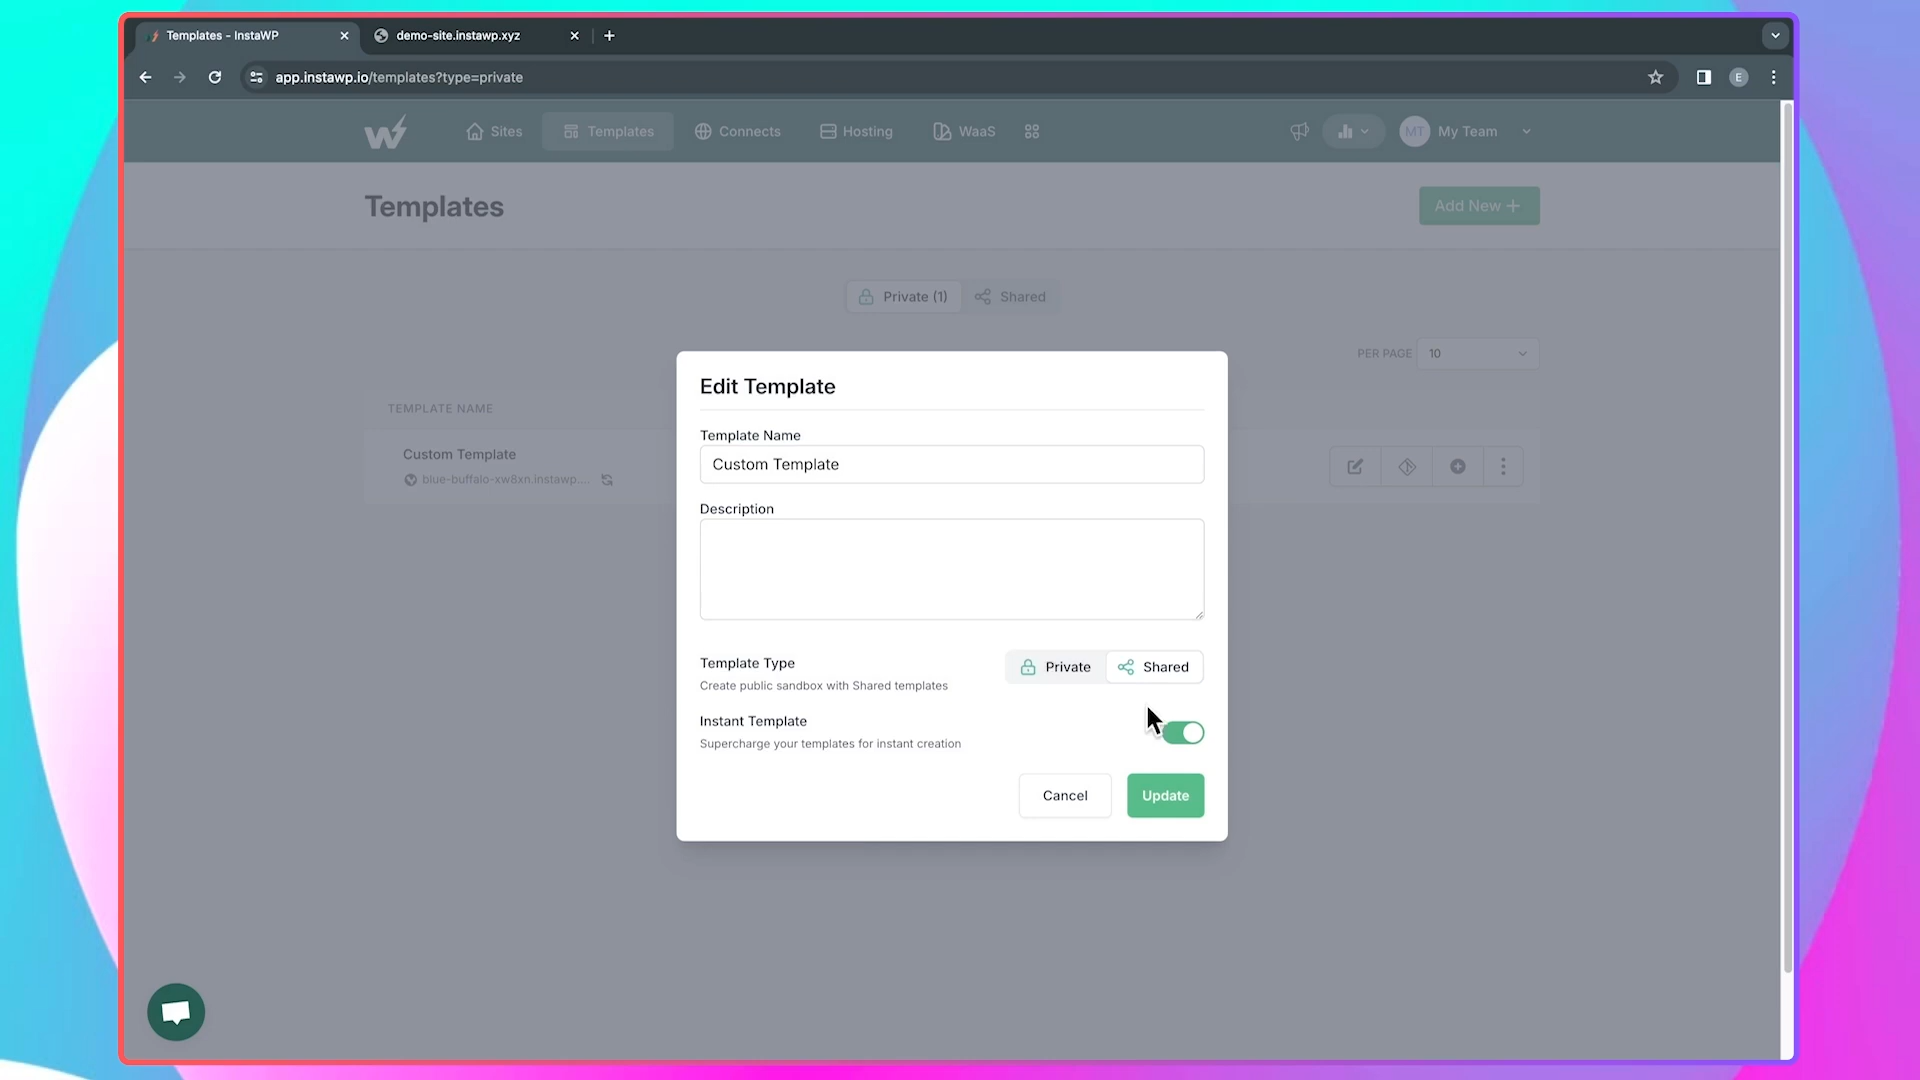 Templates - InstaWP
demo-site.instawp.xyz
app.instawp.io/templates?type=private
E
Sites
Templates
Connects
Hosting
WaaS
MT
My Team
Templates
Add New
Private (1)
Shared
PER PAGE
10
TEMPLATE NAME
Custom Template
blue-buffalo-xw8xn.instawp....
Edit Template
Template Name
Custom Template
Description
Template Type
Create public sandbox with Shared templates
Private
Shared
Instant Template
Supercharge your templates for instant creation
Cancel
Update